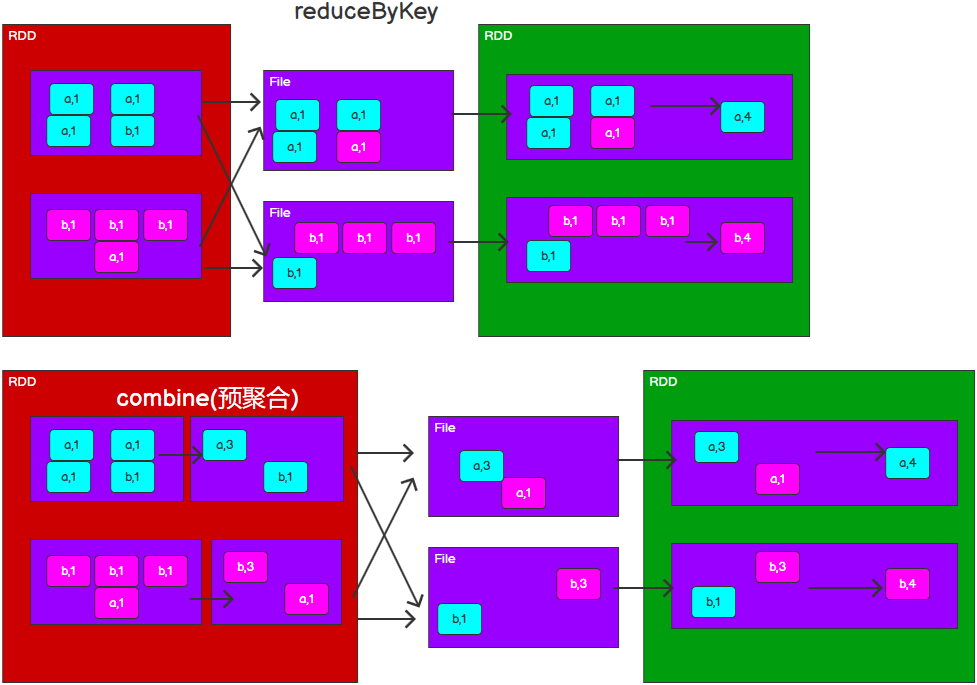 reduceByKey
RDD
a,1 a,1
a,1 b,1
b,1 b,1 b,1
a,1
File
a,1 a,1
a,1 a,1
File
b,1 b,1 b,1
b,1
RDD
a,1 a,1
a,1 a,1
a,4
b,1 b,1 b,1
b,1
b,4
RDD
combine(预聚合)
a,1 a,1
a,1 b,1
a,3
b,1
b,1 b,1 b,1
a,1
b,3
a,1
File
a,3
a,1
File
b,3
b,1
RDD
a,3
a,1
a,4
b,3
b,1
b,4